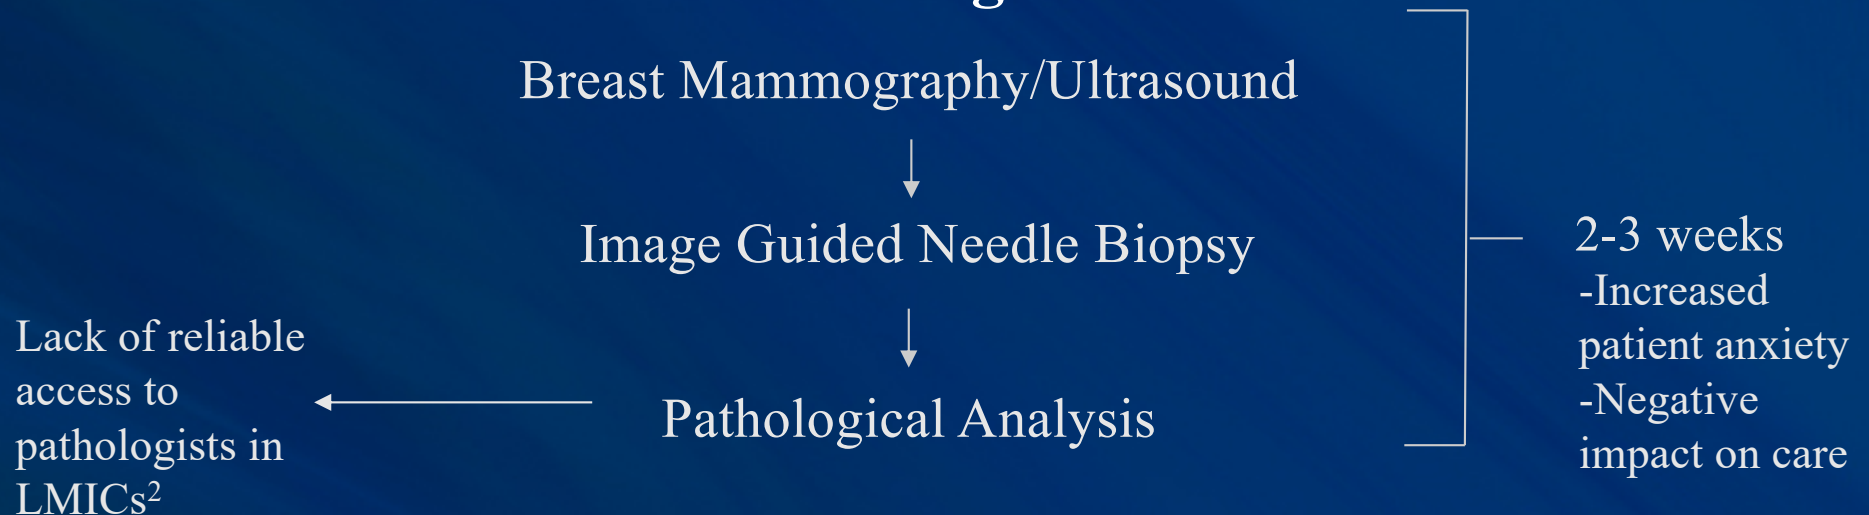 Breast Mammography/Ultrasound
Image Guided Needle Biopsy
Pathological Analysis
Lack of reliable
access to
pathologists in
LMICs²
2-3 weeks
-Increased
patient anxiety
-Negative
impact on care